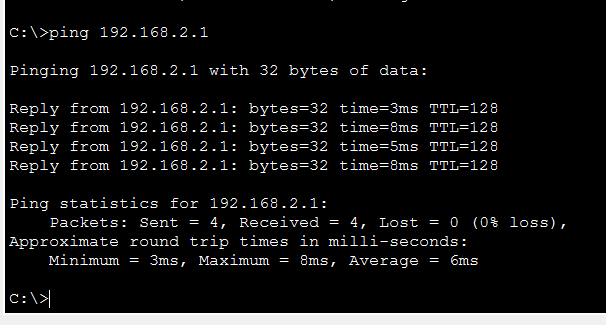 C:\>ping 192.168.2.1
Pinging 192.168.2.1 with 32 bytes of data:
Reply from 192.168.2.1: bytes=32 time=3ms TTL=128
Reply from 192.168.2.1: bytes=32 time=8ms TTL=128
Reply from 192.168.2.1: bytes=32 time=5ms TTL=128
Reply from 192.168.2.1: bytes=32 time=8ms TTL=128
Ping statistics for 192.168.2.1:
    Packets: Sent = 4, Received = 4, Lost = 0 (0% loss),
Approximate round trip times in milli-seconds:
    Minimum = 3ms, Maximum = 8ms, Average = 6ms
C:\>